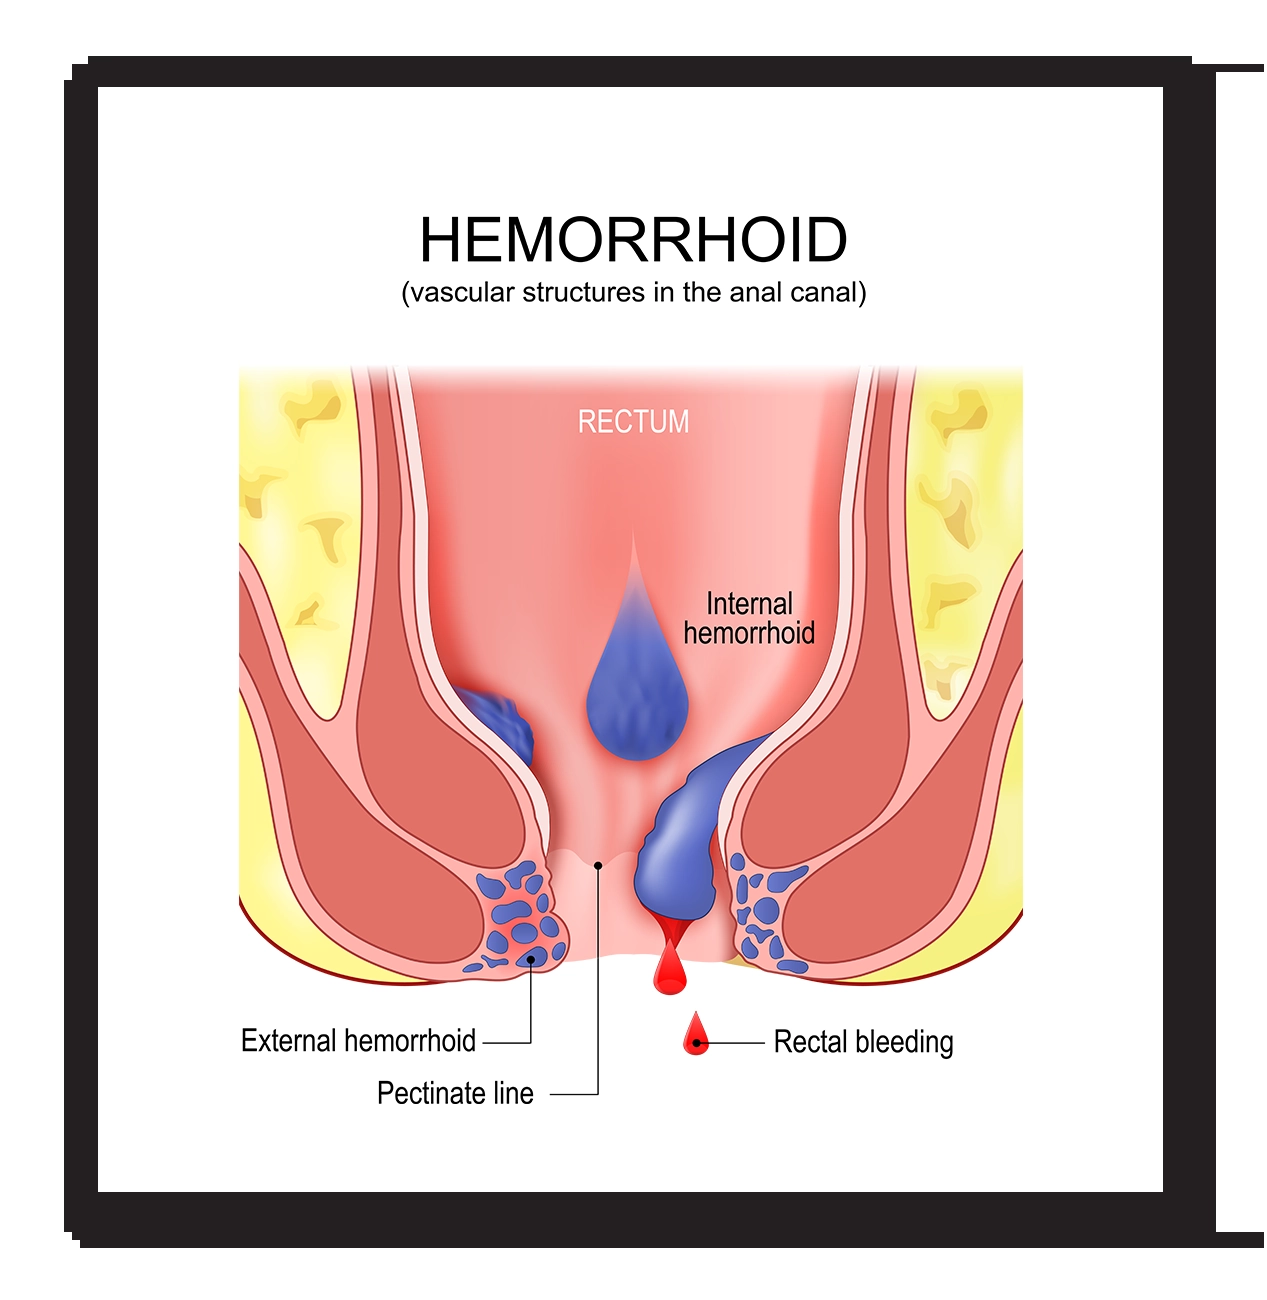 HEMORRHOID
(vascular structures in the anal canal)
RECTUM
Internal
hemorrhoid
External hemorrhoid
Rectal bleeding
Pectinate line